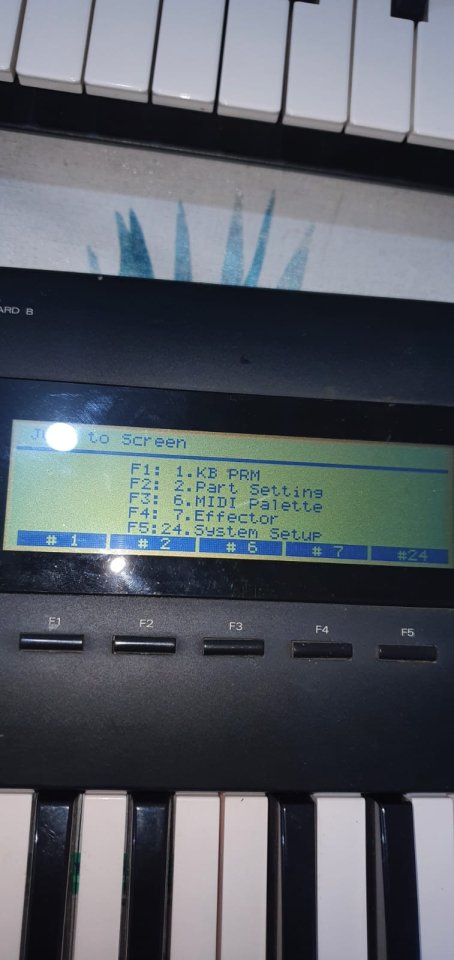 ARD B
to Screen
F1: 1.KB PRM
F2: 2.Part Setting
F3: 6.MIDI Palette
F4: 7.Effector
F5:24.System Setup
# 1 # 2 # 6 # 7 #24
F1 F2 F3 F4 F5